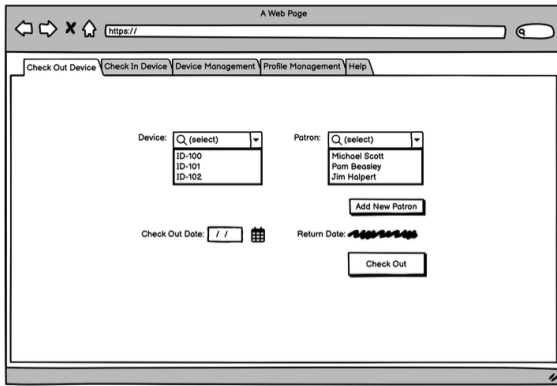 A Web Page
https://
Check Out Device Check In Device Device Management Profile Management Help
Device: (select) Patron: (select)
ID-100 Michael Scott
ID-101 Pam Beasley
ID-102 Jim Halpert
Add New Patron
Check Out Date: / / Return Date:
Check Out